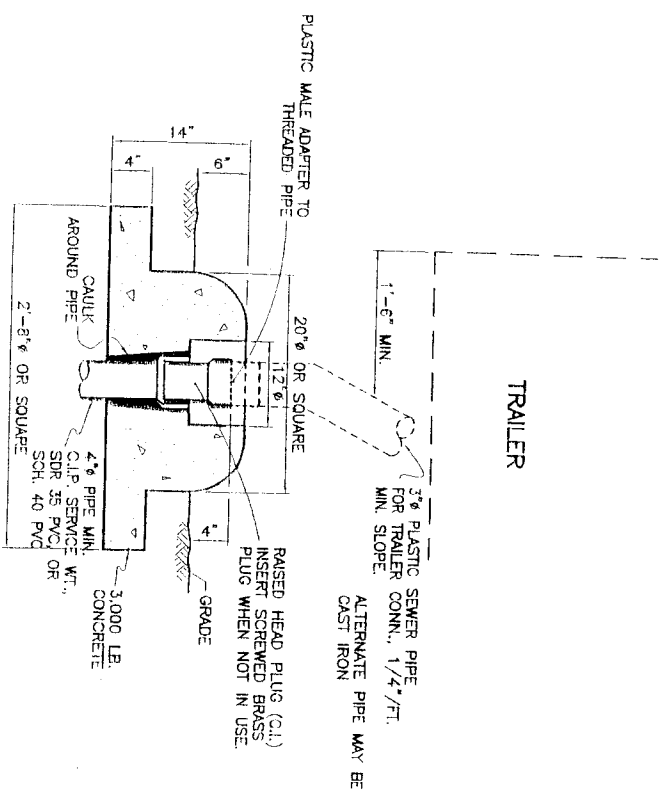 TRAILER
1'-6" MIN.
3"ø PLASTIC SEWER PIPE
FOR TRAILER CONN., 1/4"/FT.
MIN. SLOPE.
ALTERNATE PIPE MAY BE
CAST IRON
PLASTIC MALE ADAPTER TO
THREADED PIPE
20"ø OR SQUARE
12"ø
14"
4"
6"
4"
RAISED HEAD PLUG (C.I.)
INSERT SCREWED BRASS
PLUG WHEN NOT IN USE.
GRADE
CAULK
AROUND PIPE
2'-8"ø OR SQUARE
4"ø PIPE MIN.
C.I.P. SERVICE WT.,
SDR 35 PVC, OR
SCH. 40 PVC
3,000 LB.
CONCRETE